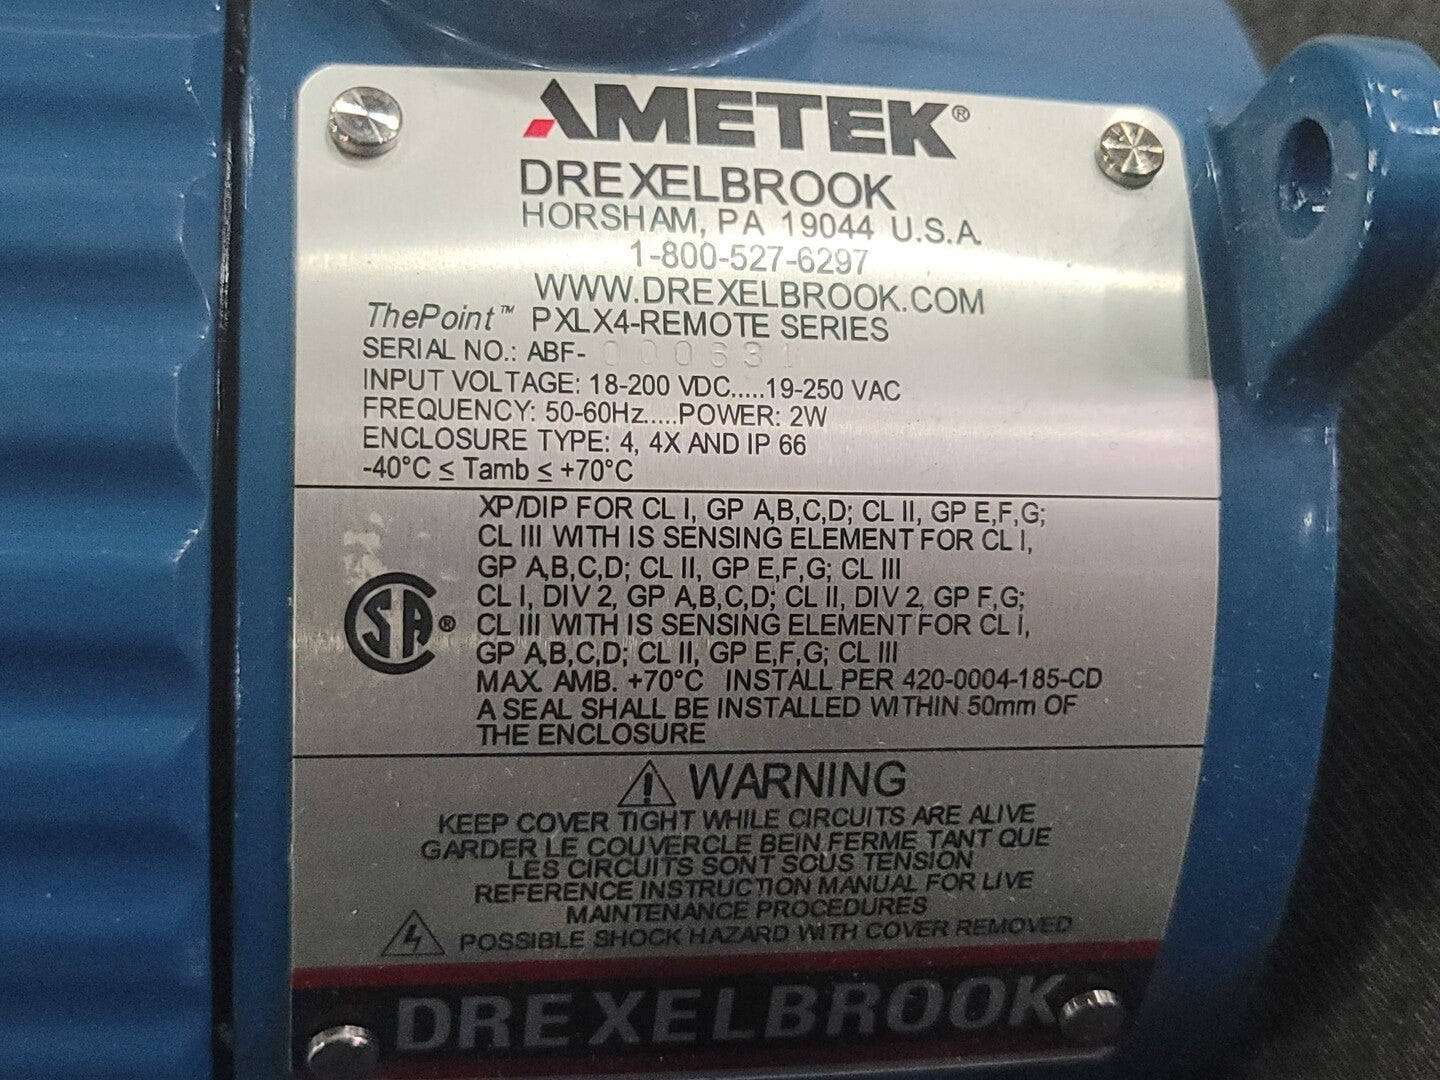 AMETEK®
DREXELBROOK
HORSHAM, PA 19044 U.S.A.
1-800-527-6297
WWW.DREXELBROOK.COM
ThePoint™ PXLX4-REMOTE SERIES
SERIAL NO.: ABF-000631
INPUT VOLTAGE: 18-200 VDC.....19-250 VAC
FREQUENCY: 50-60Hz.....POWER: 2W
ENCLOSURE TYPE: 4, 4X AND IP 66
-40°C ≤ Tamb ≤ +70°C
XP/DIP FOR CL I, GP A,B,C,D; CL II, GP E,F,G;
CL III WITH IS SENSING ELEMENT FOR CL I,
GP A,B,C,D; CL II, GP E,F,G; CL III
CL I, DIV 2, GP A,B,C,D; CL II, DIV 2, GP F,G;
CL III WITH IS SENSING ELEMENT FOR CL I,
GP A,B,C,D; CL II, GP E,F,G; CL III
MAX. AMB. +70°C INSTALL PER 420-0004-185-CD
A SEAL SHALL BE INSTALLED WITHIN 50mm OF
THE ENCLOSURE
CSA®
WARNING
KEEP COVER TIGHT WHILE CIRCUITS ARE ALIVE
GARDER LE COUVERCLE BEIN FERME TANT QUE
LES CIRCUITS SONT SOUS TENSION
REFERENCE INSTRUCTION MANUAL FOR LIVE
MAINTENANCE PROCEDURES
POSSIBLE SHOCK HAZARD WITH COVER REMOVED
DREXELBROOK